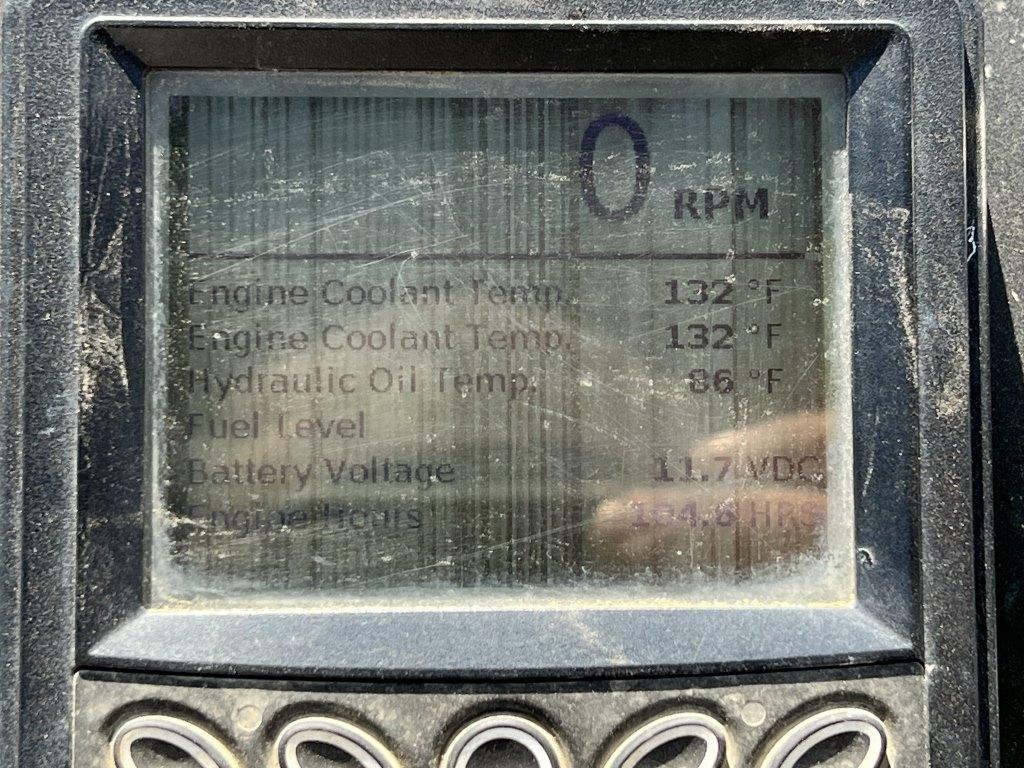 0 RPM
Engine Coolant Temp. 132 °F
Engine Coolant Temp. 132 °F
Hydraulic Oil Temp. 86 °F
Fuel Level
Battery Voltage 11.7 VDC
Engine Hours HRS